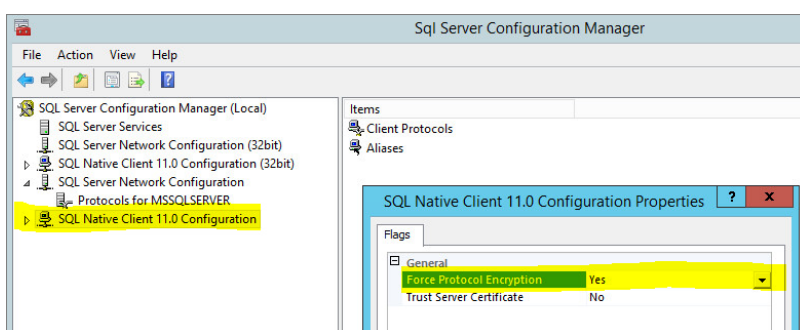 Sql Server Configuration Manager
File Action View Help
SQL Server Configuration Manager (Local)
SQL Server Services
SQL Server Network Configuration (32bit)
SQL Native Client 11.0 Configuration (32bit)
SQL Server Network Configuration
Protocols for MSSQLSERVER
SQL Native Client 11.0 Configuration
Items
Client Protocols
Aliases
SQL Native Client 11.0 Configuration Properties ? x
Flags
General
Force Protocol Encryption Yes
Trust Server Certificate No